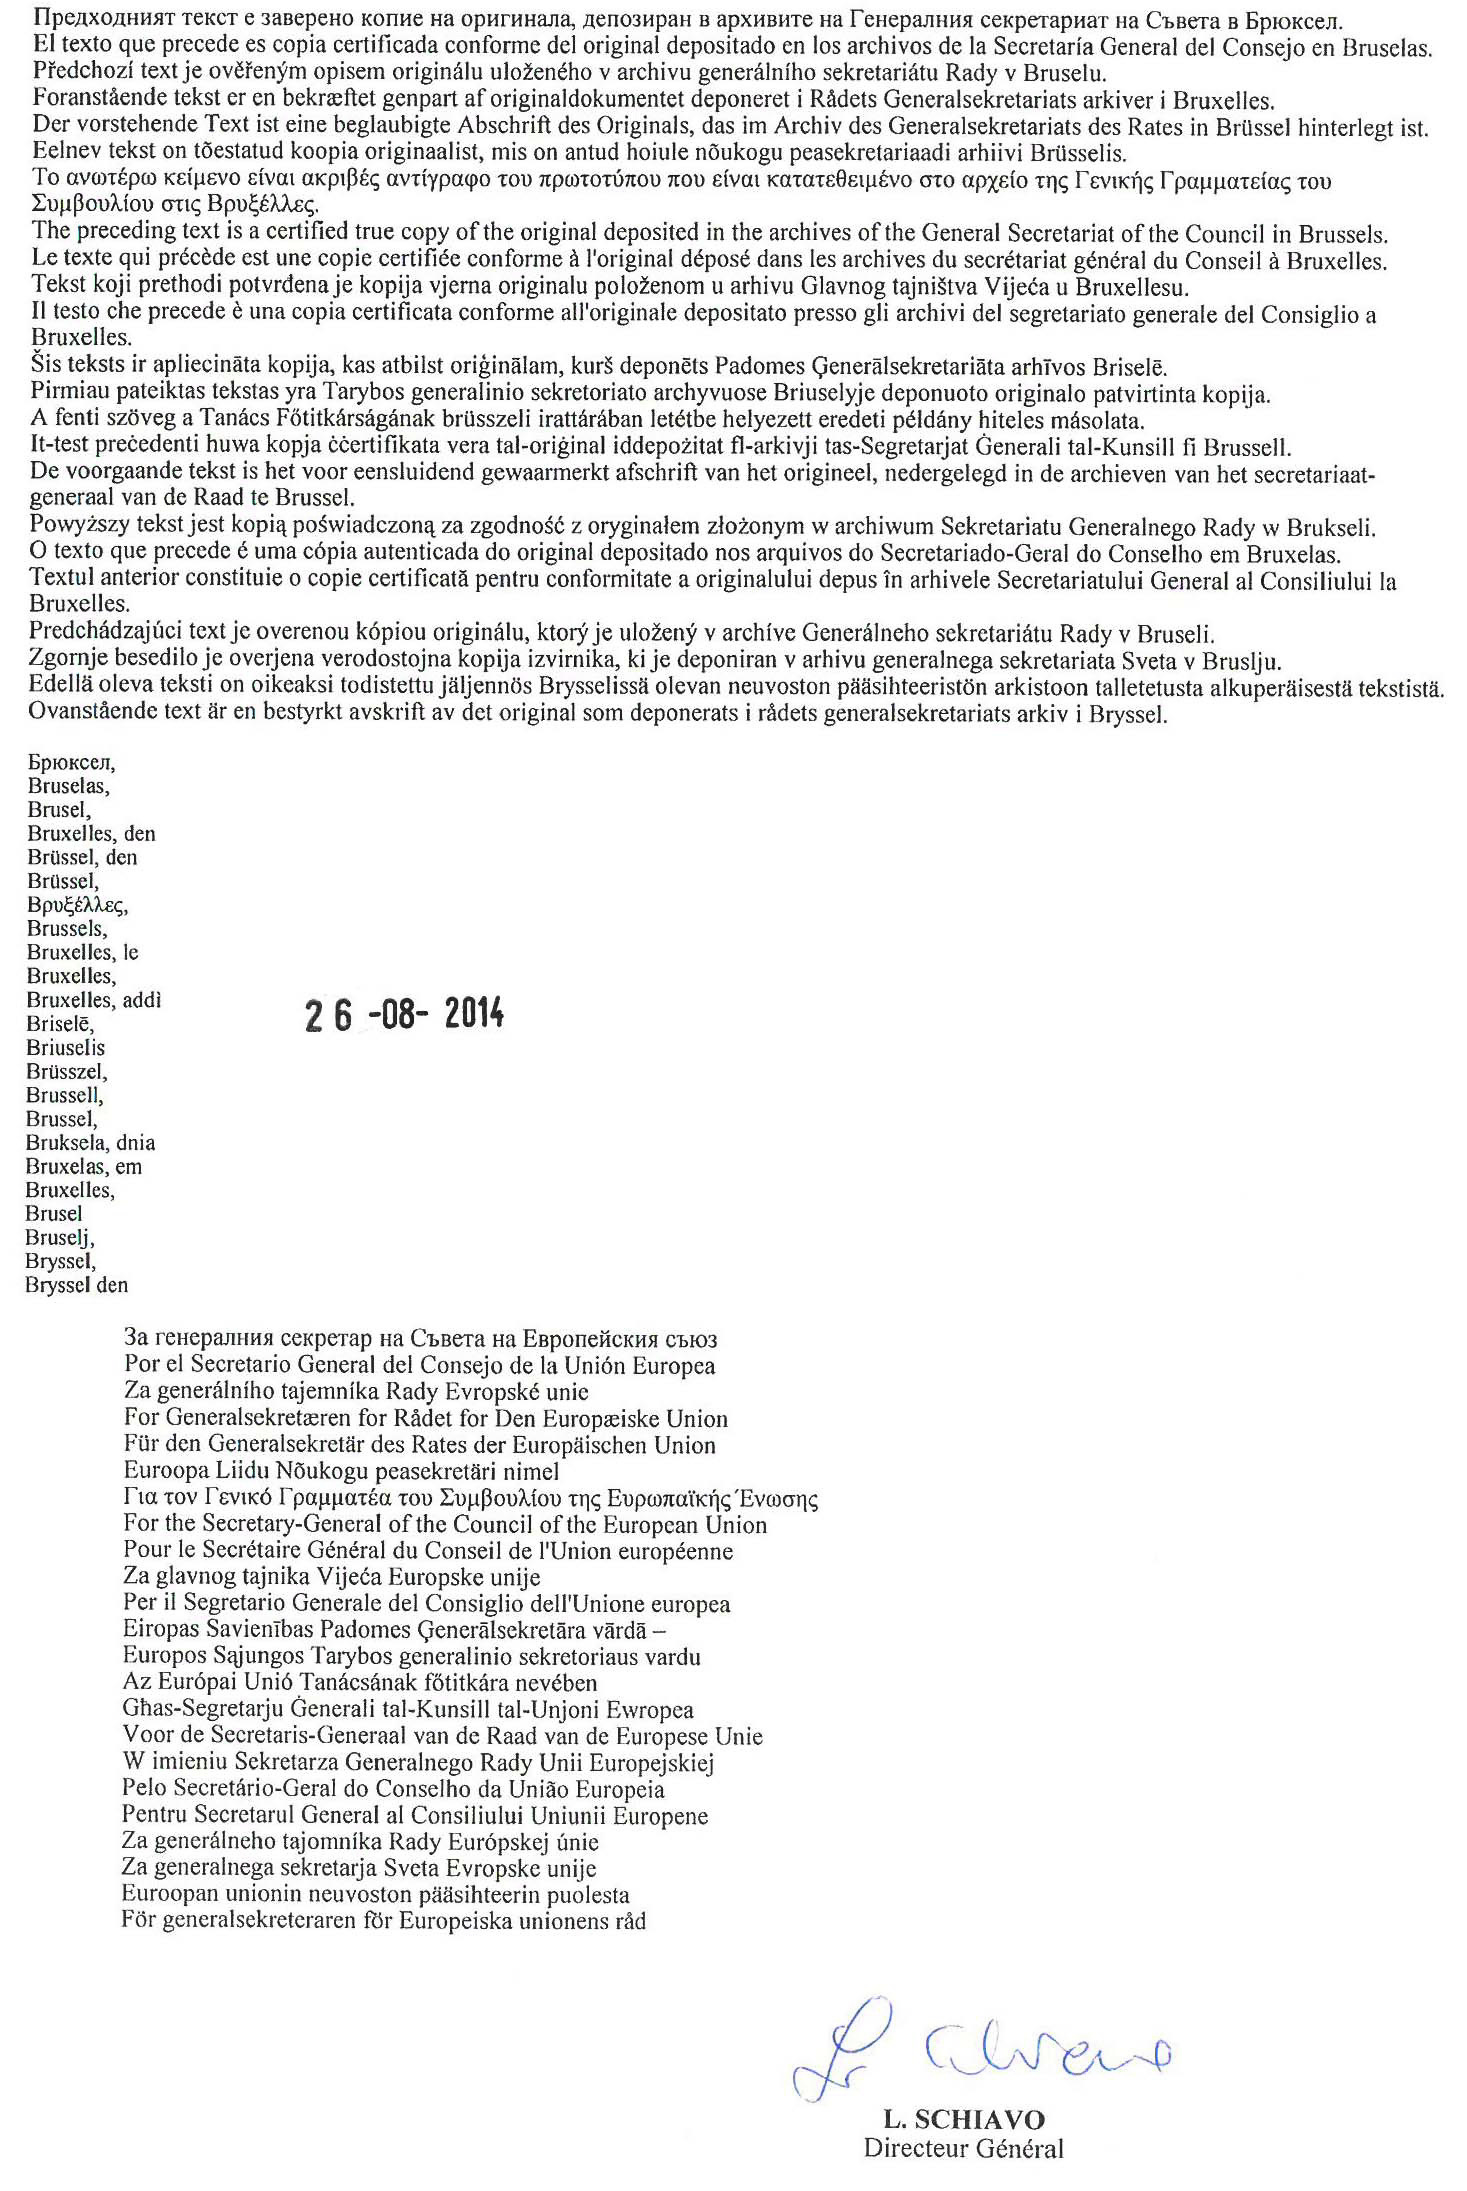 Предходният текст е заверено копие на оригинала, депозиран в архивите на Генералния секретариат на Съвета в Брюксел.
El texto que precede es copia certificada conforme del original depositado en los archivos de la Secretaría General del Consejo en Bruselas.
Předchozí text je ověřeným opisem originálu uloženého v archivu generálního sekretariátu Rady v Bruselu.
Foranstående tekst er en bekræftet genpart af originaldokumentet deponeret i Rådets Generalsekretariats arkiver i Bruxelles.
Der vorstehende Text ist eine beglaubigte Abschrift des Originals, das im Archiv des Generalsekretariats des Rates in Brüssel hinterlegt ist.
Eelnev tekst on tõestatud koopia originaalist, mis on antud hoiule nõukogu peasekretariaadi arhiivi Brüsselis.
Το ανωτέρω κείμενο είναι ακριβές αντίγραφο του πρωτοτύπου που είναι κατατεθειμένο στο αρχείο της Γενικής Γραμματείας του
Συμβουλίου στις Βρυξέλλες.
The preceding text is a certified true copy of the original deposited in the archives of the General Secretariat of the Council in Brussels.
Le texte qui précède est une copie certifiée conforme à l'original déposé dans les archives du secrétariat général du Conseil à Bruxelles.
Tekst koji prethodi potvrđena je kopija vjerna originalu položenom u arhivu Glavnog tajništva Vijeća u Bruxellesu.
Il testo che precede è una copia certificata conforme all'originale depositato presso gli archivi del segretariato generale del Consiglio a
Bruxelles.
Šis teksts ir apliecināta kopija, kas atbilst oriģinālam, kurš deponēts Padomes Ģenerālsekretariāta arhīvos Briselē.
Pirmiau pateiktas tekstas yra Tarybos generalinio sekretoriato archyvuose Briuselyje deponuoto originalo patvirtinta kopija.
A fenti szöveg a Tanács Főtitkárságának brüsszeli irattárában letétbe helyezett eredeti példány hiteles másolata.
It-test preċedenti huwa kopja ċċertifikata vera tal-oriġinal iddepożitat fl-arkivji tas-Segretarjat Ġenerali tal-Kunsill fi Brussell.
De voorgaande tekst is het voor eensluidend gewaarmerkt afschrift van het origineel, nedergelegd in de archieven van het secretariaat-
generaal van de Raad te Brussel.
Powyższy tekst jest kopią poświadczoną za zgodność z oryginałem złożonym w archiwum Sekretariatu Generalnego Rady w Brukseli.
O texto que precede é uma cópia autenticada do original depositado nos arquivos do Secretariado-Geral do Conselho em Bruxelas.
Textul anterior constituie o copie certificată pentru conformitate a originalului depus în arhivele Secretariatului General al Consiliului la
Bruxelles.
Predchádzajúci text je overenou kópiou originálu, ktorý je uložený v archíve Generálneho sekretariátu Rady v Bruseli.
Zgornje besedilo je overjena verodostojna kopija izvirnika, ki je deponiran v arhivu generalnega sekretariata Sveta v Bruslju.
Edellä oleva teksti on oikeaksi todistettu jäljennös Brysselissä olevan neuvoston pääsihteeristön arkistoon talletetusta alkuperäisestä tekstistä.
Ovanstående text är en bestyrkt avskrift av det original som deponerats i rådets generalsekretariats arkiv i Bryssel.
Брюксел,
Bruselas,
Brusel,
Bruxelles, den
Brüssel, den
Brüssel,
Βρυξέλλες,
Brussels,
Bruxelles, le
Bruxelles,
Bruxelles, addì
Briselē,
Briuselis
Brüsszel,
Brussell,
Brussel,
Bruksela, dnia
Bruxelas, em
Bruxelles,
Brusel
Bruselj,
Bryssel,
Bryssel den
26 -08- 2014
За генералния секретар на Съвета на Европейския съюз
Por el Secretario General del Consejo de la Unión Europea
Za generálního tajemníka Rady Evropské unie
For Generalsekretæren for Rådet for Den Europæiske Union
Für den Generalsekretär des Rates der Europäischen Union
Euroopa Liidu Nõukogu peasekretäri nimel
Για τον Γενικό Γραμματέα του Συμβουλίου της Ευρωπαϊκής Ένωσης
For the Secretary-General of the Council of the European Union
Pour le Secrétaire Général du Conseil de l'Union européenne
Za glavnog tajnika Vijeća Europske unije
Per il Segretario Generale del Consiglio dell'Unione europea
Eiropas Savienības Padomes Ģenerālsekretāra vārdā –
Europos Sąjungos Tarybos generalinio sekretoriaus vardu
Az Európai Unió Tanácsának főtitkára nevében
Għas-Segretarju Ġenerali tal-Kunsill tal-Unjoni Ewropea
Voor de Secretaris-Generaal van de Raad van de Europese Unie
W imieniu Sekretarza Generalnego Rady Unii Europejskiej
Pelo Secretário-Geral do Conselho da União Europeia
Pentru Secretarul General al Consiliului Uniunii Europene
Za generálneho tajomníka Rady Európskej únie
Za generalnega sekretarja Sveta Evropske unije
Euroopan unionin neuvoston pääsihteerin puolesta
För generalsekreteraren för Europeiska unionens råd
L. SCHIAVO
Directeur Général